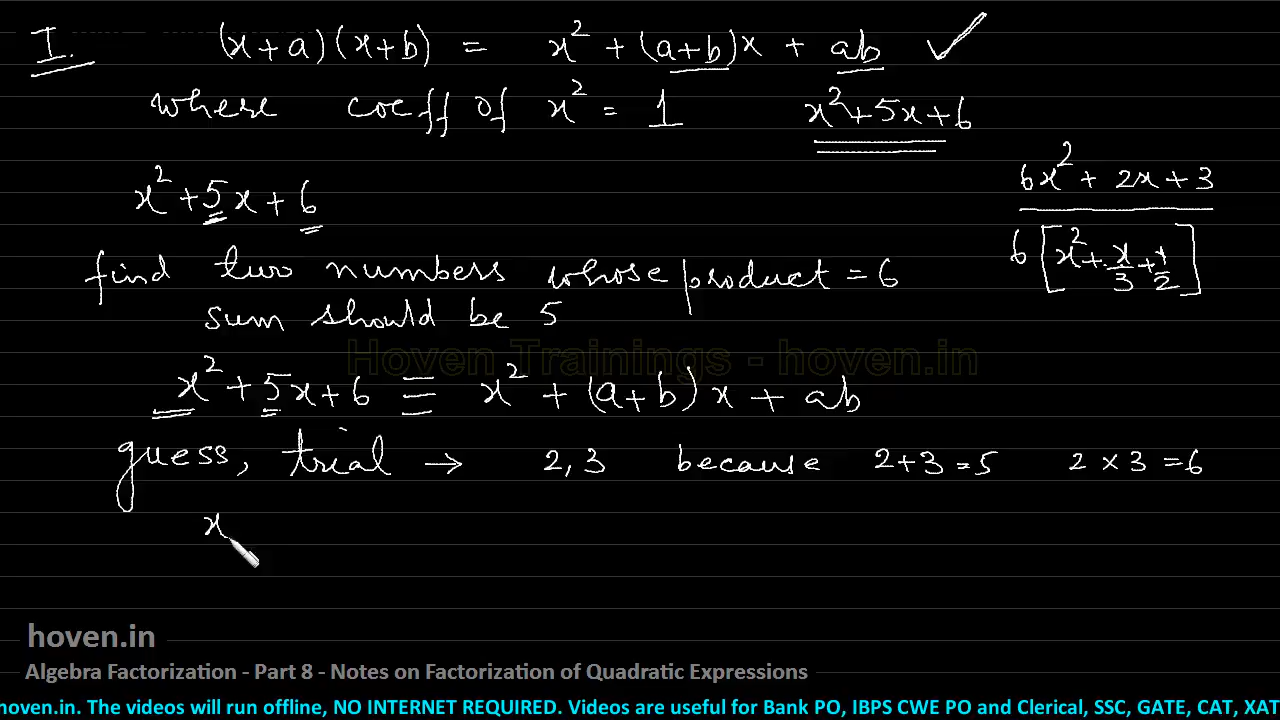 I. (x+a)(x+b) = x² + (a+b)x + ab ✓
where coeff of x² = 1 x²+5x+6
6x² + 2x + 3
x² + 5x + 6
6[x² + x/3 + 1/2]
find two numbers whose product = 6
sum should be 5
Hoven Trainings - hoven.in
x² + 5x + 6 ≡ x² + (a+b)x + ab
guess, trial → 2, 3 because 2+3=5 2×3=6
x
hoven.in
Algebra Factorization - Part 8 - Notes on Factorization of Quadratic Expressions
hoven.in. The videos will run offline, NO INTERNET REQUIRED. Videos are useful for Bank PO, IBPS CWE PO and Clerical, SSC, GATE, CAT, XAT